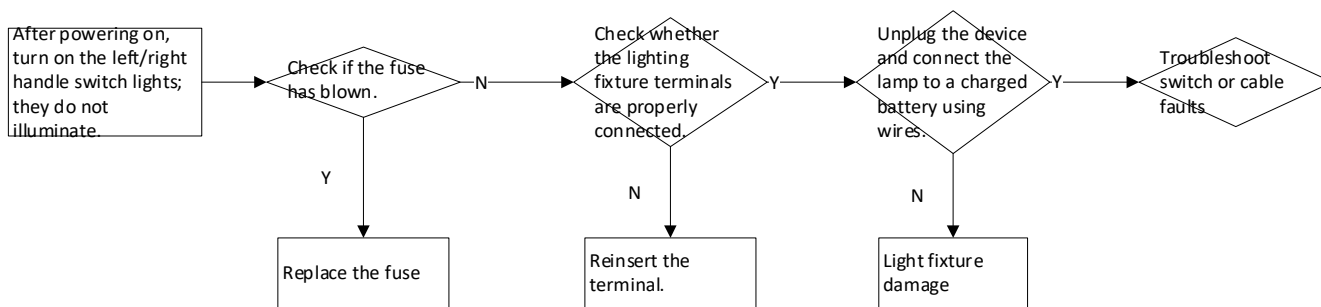 After powering on,
turn on the left/right
handle switch lights;
they do not
illuminate.
Check if the fuse
has blown.
N
Check whether
the lighting
fixture terminals
are properly
connected.
Y
Unplug the device
and connect the
lamp to a charged
battery using
wires.
Y
Troubleshoot
switch or cable
faults
Y
N
N
Replace the fuse
Reinsert the
terminal.
Light fixture
damage